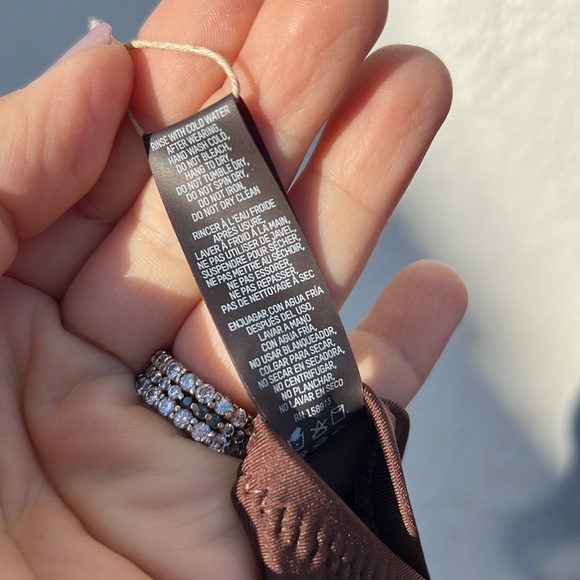 RINSE WITH COLD WATER
AFTER WEARING,
HAND WASH COLD,
DO NOT BLEACH,
HANG TO DRY,
DO NOT TUMBLE DRY,
DO NOT SPIN DRY,
DO NOT IRON,
DO NOT DRY CLEAN
RINCER À L'EAU FROIDE
APRÈS USURE,
LAVER À FROID À LA MAIN,
NE PAS UTILISER DE JAVEL,
SUSPENDRE POUR SÉCHER,
NE PAS METTRE AU SÉCHOIR,
NE PAS ESSORER,
NE PAS REPASSER,
PAS DE NETTOYAGE À SEC
ENJUAGAR CON AGUA FRÍA
DESPUÉS DEL USO,
LAVAR A MANO
CON AGUA FRÍA,
NO USAR BLANQUEADOR,
COLGAR PARA SECAR,
NO SECAR EN SECADORA,
NO CENTRIFUGAR,
NO PLANCHAR,
NO LAVAR EN SECO
RN 158973